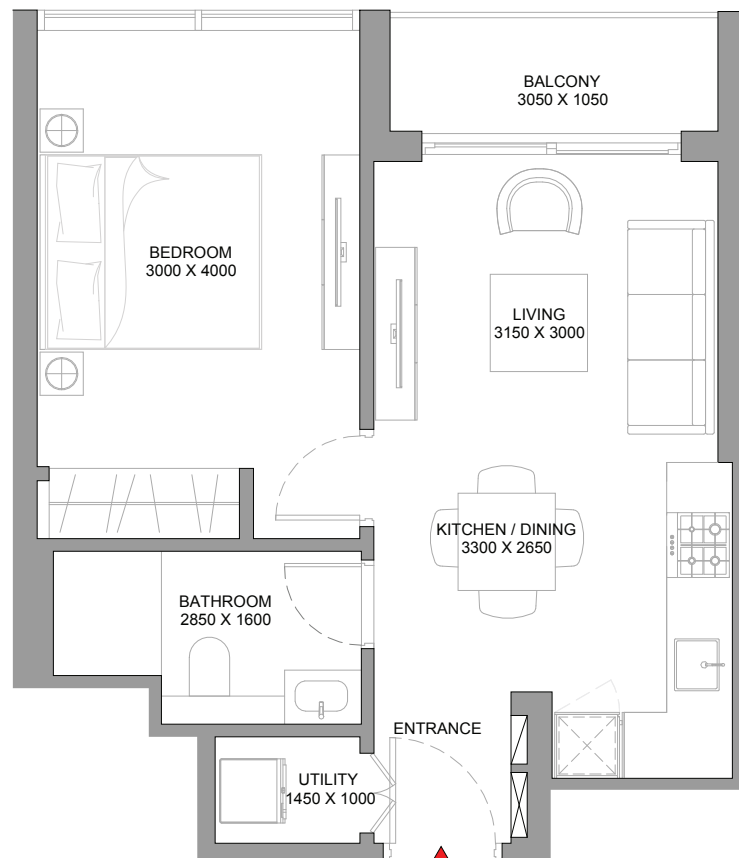 BALCONY
3050 X 1050
BEDROOM
3000 X 4000
LIVING
3150 X 3000
KITCHEN / DINING
3300 X 2650
BATHROOM
2850 X 1600
ENTRANCE
UTILITY
1450 X 1000